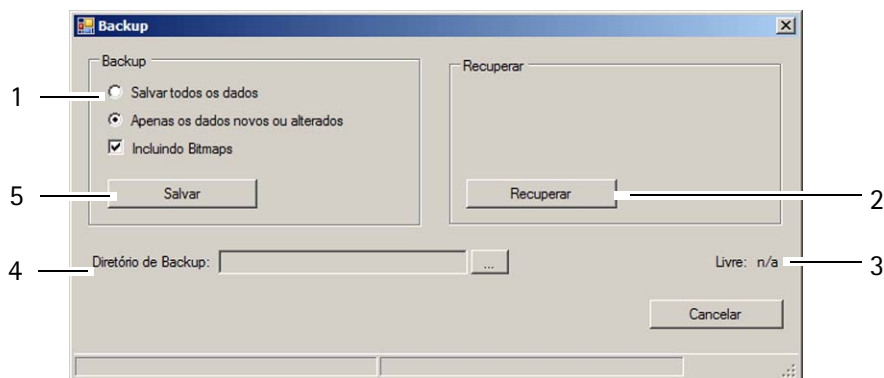 Backup
Backup
Recuperar
1
Salvar todos os dados
Apenas os dados novos ou alterados
Incluindo Bitmaps
5
Salvar
Recuperar
2
4
Diretório de Backup:
...
Livre: n/a
3
Cancelar